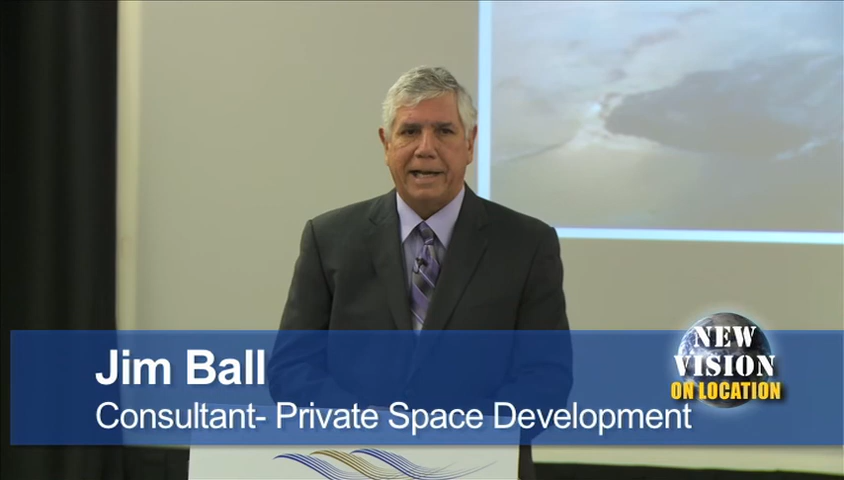 Jim Ball
Consultant- Private Space Development
NEW
VISION
ON LOCATION